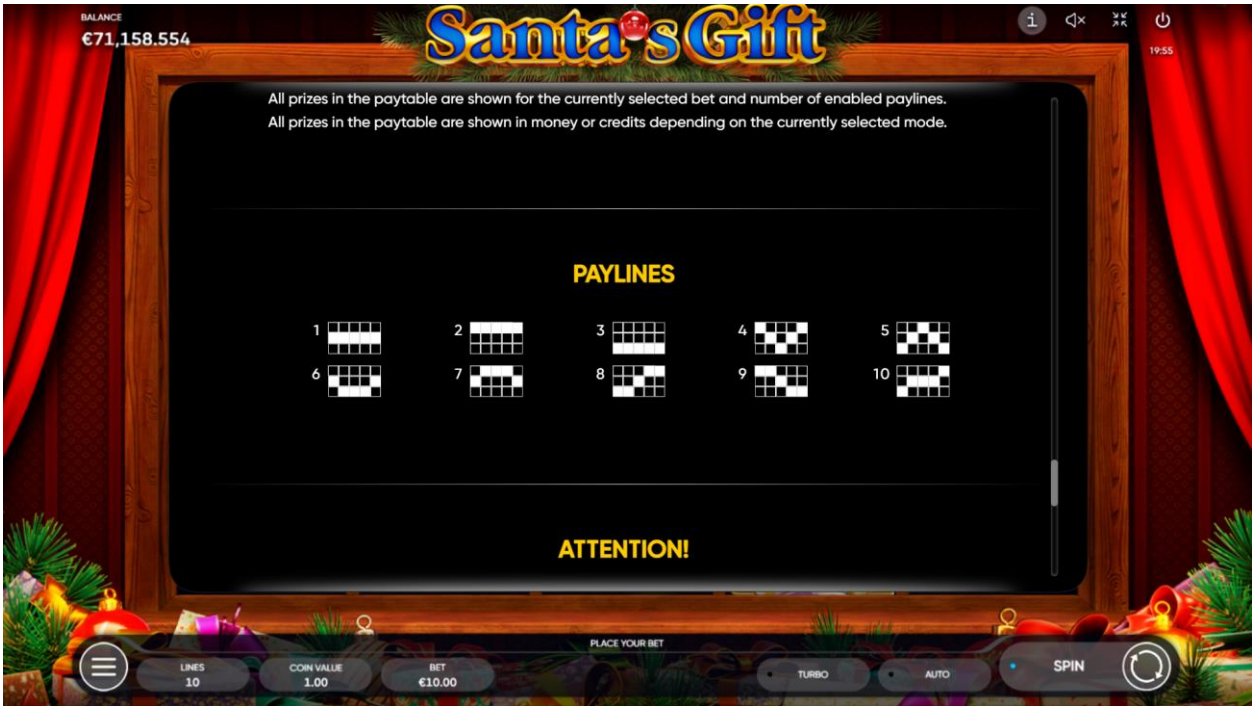 BALANCE
€71,158.554
Santa's Gift
i
19:55
All prizes in the paytable are shown for the currently selected bet and number of enabled paylines.
All prizes in the paytable are shown in money or credits depending on the currently selected mode.
PAYLINES
1 2 3 4 5
6 7 8 9 10
ATTENTION!
PLACE YOUR BET
LINES
10
COIN VALUE
1.00
BET
€10.00
TURBO
AUTO
SPIN